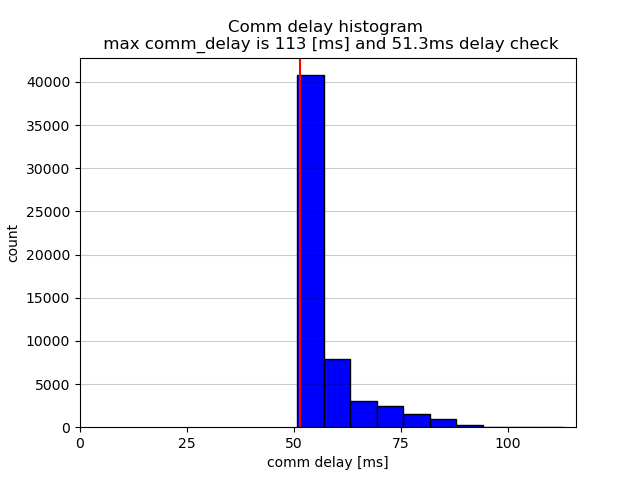 Comm delay histogram
max comm_delay is 113 [ms] and 51.3ms delay check
40000
35000
30000
25000
20000
15000
10000
5000
0
count
0 25 50 75 100
comm delay [ms]